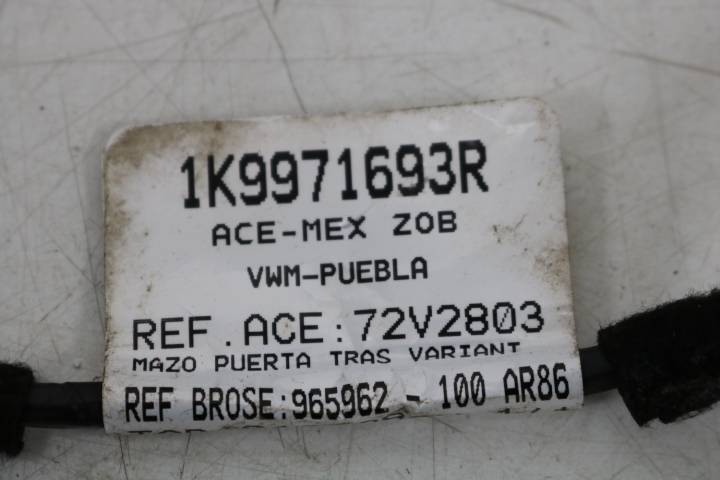 1K9971693R
ACE-MEX ZOB
VWM-PUEBLA
REF.ACE:72V2803
MAZO PUERTA TRAS VARIANT
REF BROSE:965962 - 100 AR86